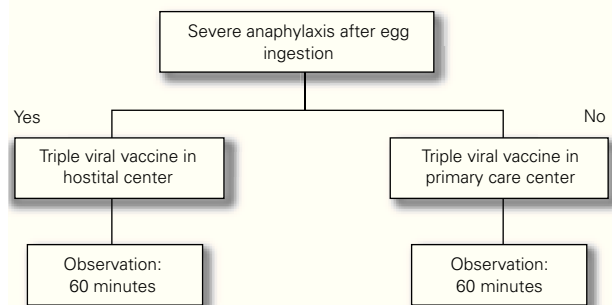 Severe anaphylaxis after egg
ingestion
Yes
No
Triple viral vaccine in
hostital center
Triple viral vaccine in
primary care center
Observation:
60 minutes
Observation:
60 minutes